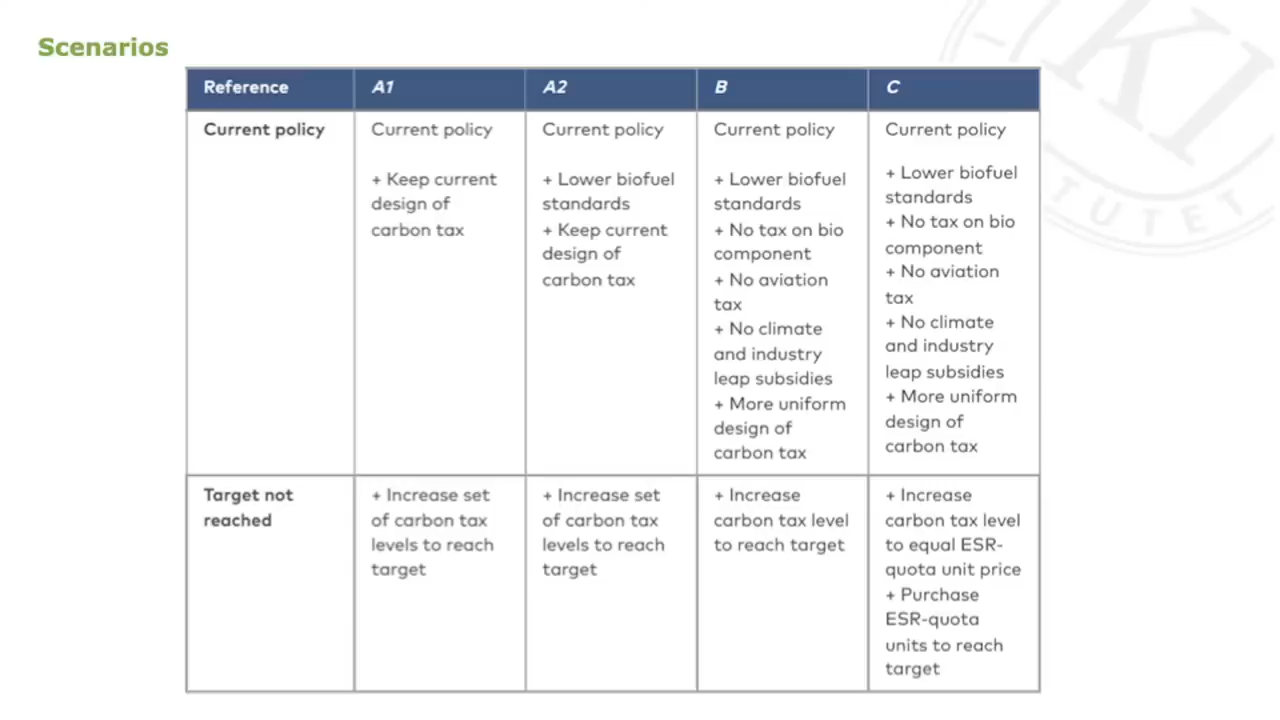 Scenarios
Reference
A1
A2
B
C
Current policy
Current policy
+ Keep current
design of
carbon tax
Current policy
+ Lower biofuel
standards
+ Keep current
design of
carbon tax
Current policy
+ Lower biofuel
standards
+ No tax on bio
component
+ No aviation
tax
+ No climate
and industry
leap subsidies
+ More uniform
design of
carbon tax
Current policy
+ Lower biofuel
standards
+ No tax on bio
component
+ No aviation
tax
+ No climate
and industry
leap subsidies
+ More uniform
design of
carbon tax
Target not
reached
+ Increase set
of carbon tax
levels to reach
target
+ Increase set
of carbon tax
levels to reach
target
+ Increase
carbon tax level
to reach target
+ Increase
carbon tax level
to equal ESR-
quota unit price
+ Purchase
ESR-quota
units to reach
target
KI
TUTET